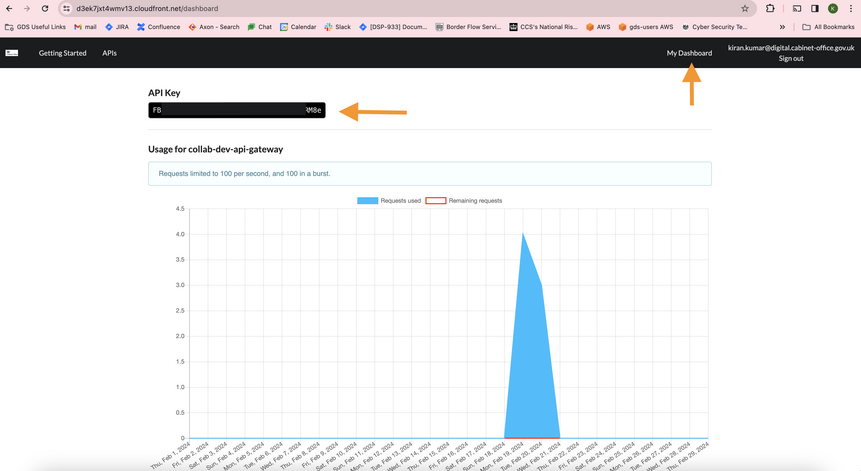 d3ek7jxt4wmv13.cloudfront.net/dashboard
GDS Useful Links mail JIRA Confluence Axon - Search Chat Calendar Slack [DSP-933] Docum... Border Flow Servic... CCS's National Ris... AWS gds-users AWS Cyber Security Te... » All Bookmarks
Getting Started APIs My Dashboard kiran.kumar@digital.cabinet-office.gov.uk
Sign out
API Key
FB M8e
Usage for collab-dev-api-gateway
Requests limited to 100 per second, and 100 in a burst.
Requests used Remaining requests
4.5
4.0
3.5
3.0
2.5
2.0
1.5
1.0
0.5
0
Thu, Feb 1, 2024
Fri, Feb 2, 2024
Sat, Feb 3, 2024
Sun, Feb 4, 2024
Mon, Feb 5, 2024
Tue, Feb 6, 2024
Wed, Feb 7, 2024
Thu, Feb 8, 2024
Fri, Feb 9, 2024
Sat, Feb 10, 2024
Sun, Feb 11, 2024
Mon, Feb 12, 2024
Tue, Feb 13, 2024
Wed, Feb 14, 2024
Thu, Feb 15, 2024
Fri, Feb 16, 2024
Sat, Feb 17, 2024
Sun, Feb 18, 2024
Mon, Feb 19, 2024
Tue, Feb 20, 2024
Wed, Feb 21, 2024
Thu, Feb 22, 2024
Fri, Feb 23, 2024
Sat, Feb 24, 2024
Sun, Feb 25, 2024
Mon, Feb 26, 2024
Tue, Feb 27, 2024
Wed, Feb 28, 2024
Thu, Feb 29, 2024